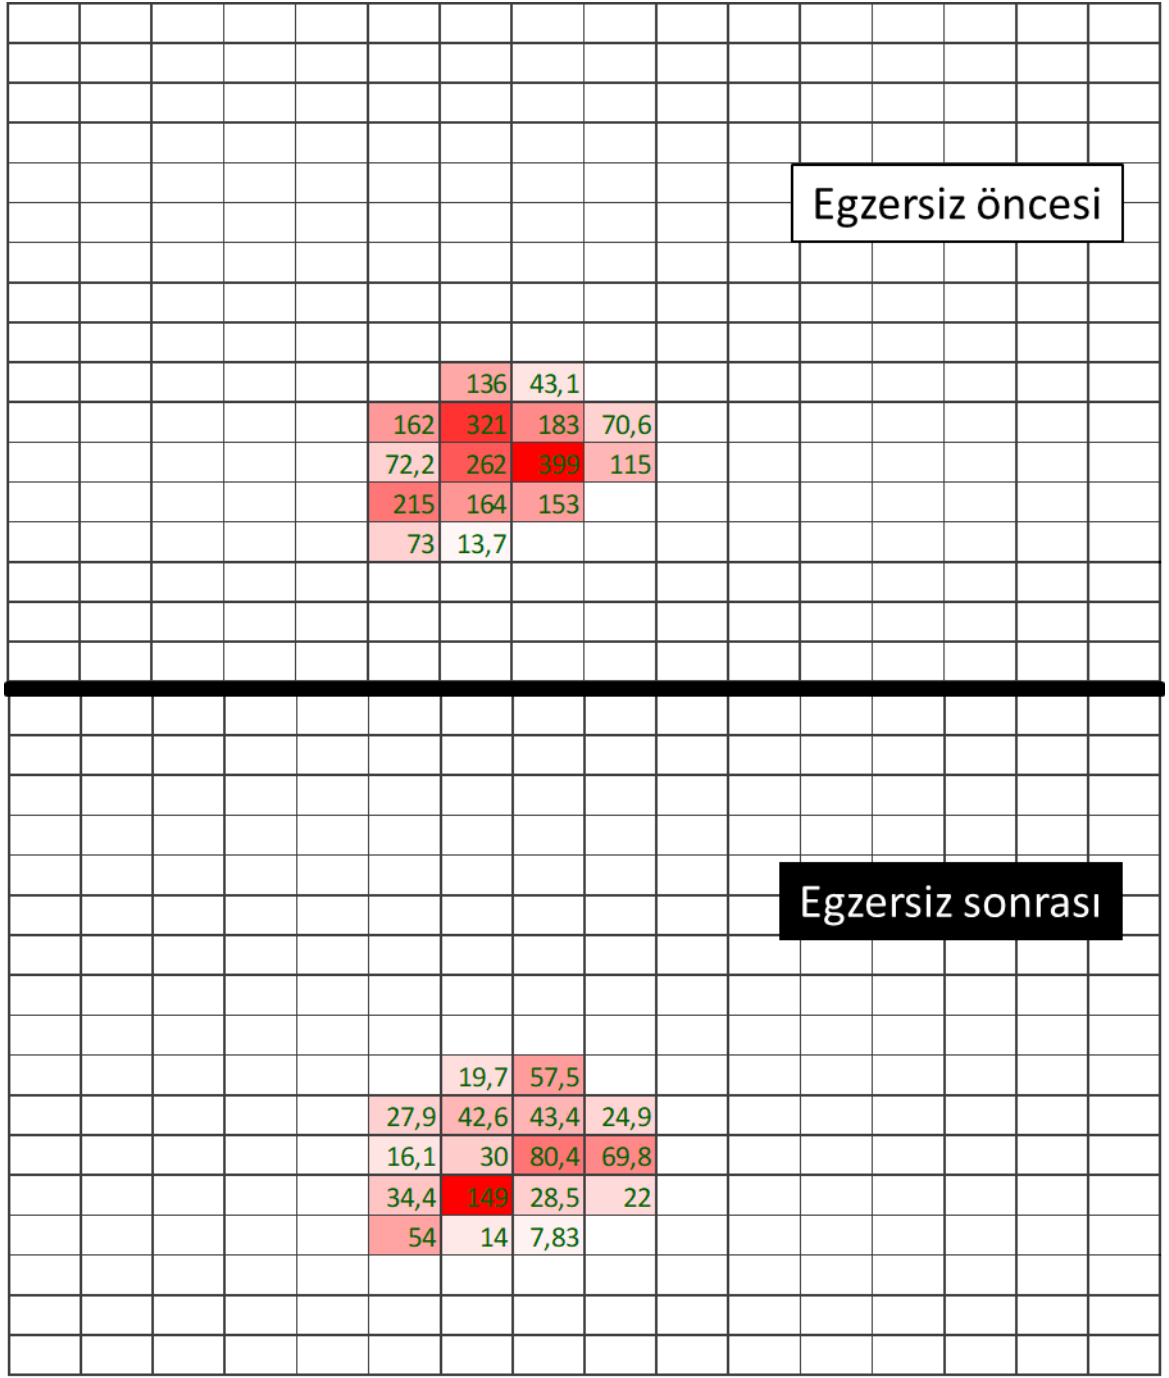 Egzersiz öncesi
136 43,1
162 321 183 70,6
72,2 262 399 115
215 164 153
73 13,7
Egzersiz sonrası
19,7 57,5
27,9 42,6 43,4 24,9
16,1 30 80,4 69,8
34,4 149 28,5 22
54 14 7,83